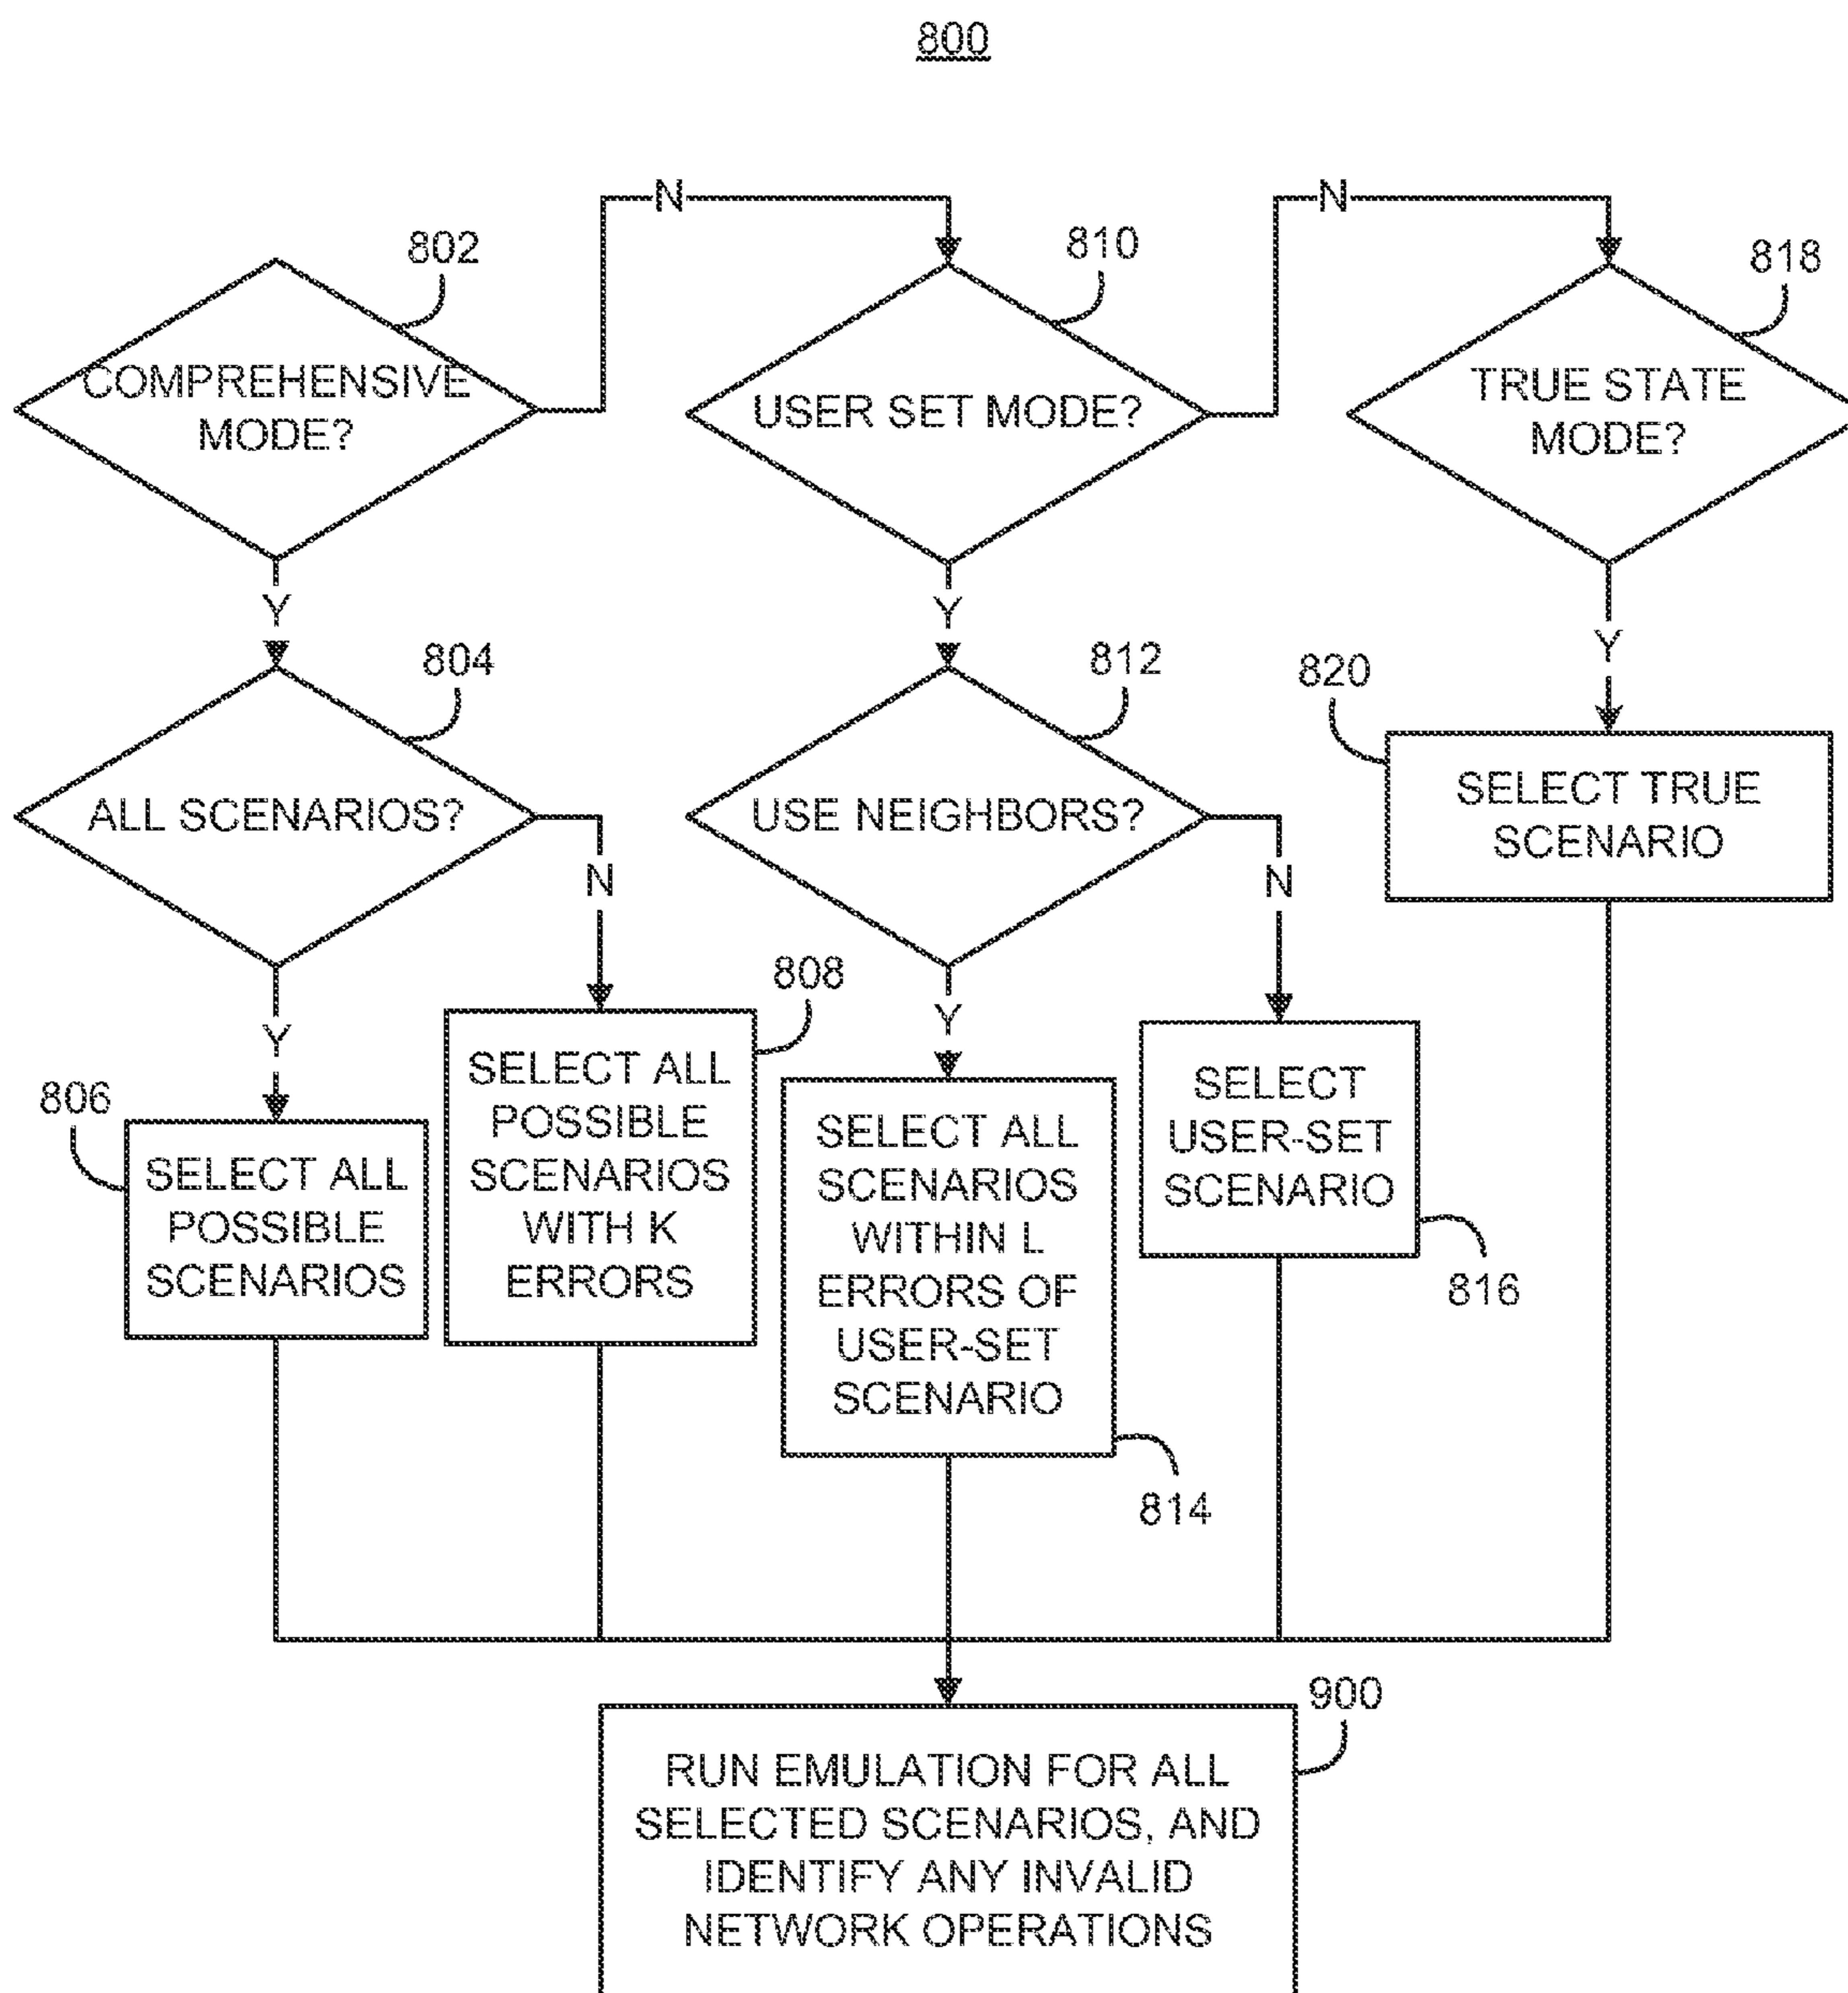 800
N
N
802
810
818
COMPREHENSIVE
MODE?
USER SET MODE?
TRUE STATE
MODE?
Y
Y
Y
804
812
820
ALL SCENARIOS?
USE NEIGHBORS?
SELECT TRUE
SCENARIO
N
N
Y
Y
808
806
SELECT ALL
POSSIBLE
SCENARIOS
SELECT ALL
POSSIBLE
SCENARIOS
WITH K
ERRORS
SELECT ALL
SCENARIOS
WITHIN L
ERRORS OF
USER-SET
SCENARIO
SELECT
USER-SET
SCENARIO
816
814
900
RUN EMULATION FOR ALL
SELECTED SCENARIOS, AND
IDENTIFY ANY INVALID
NETWORK OPERATIONS